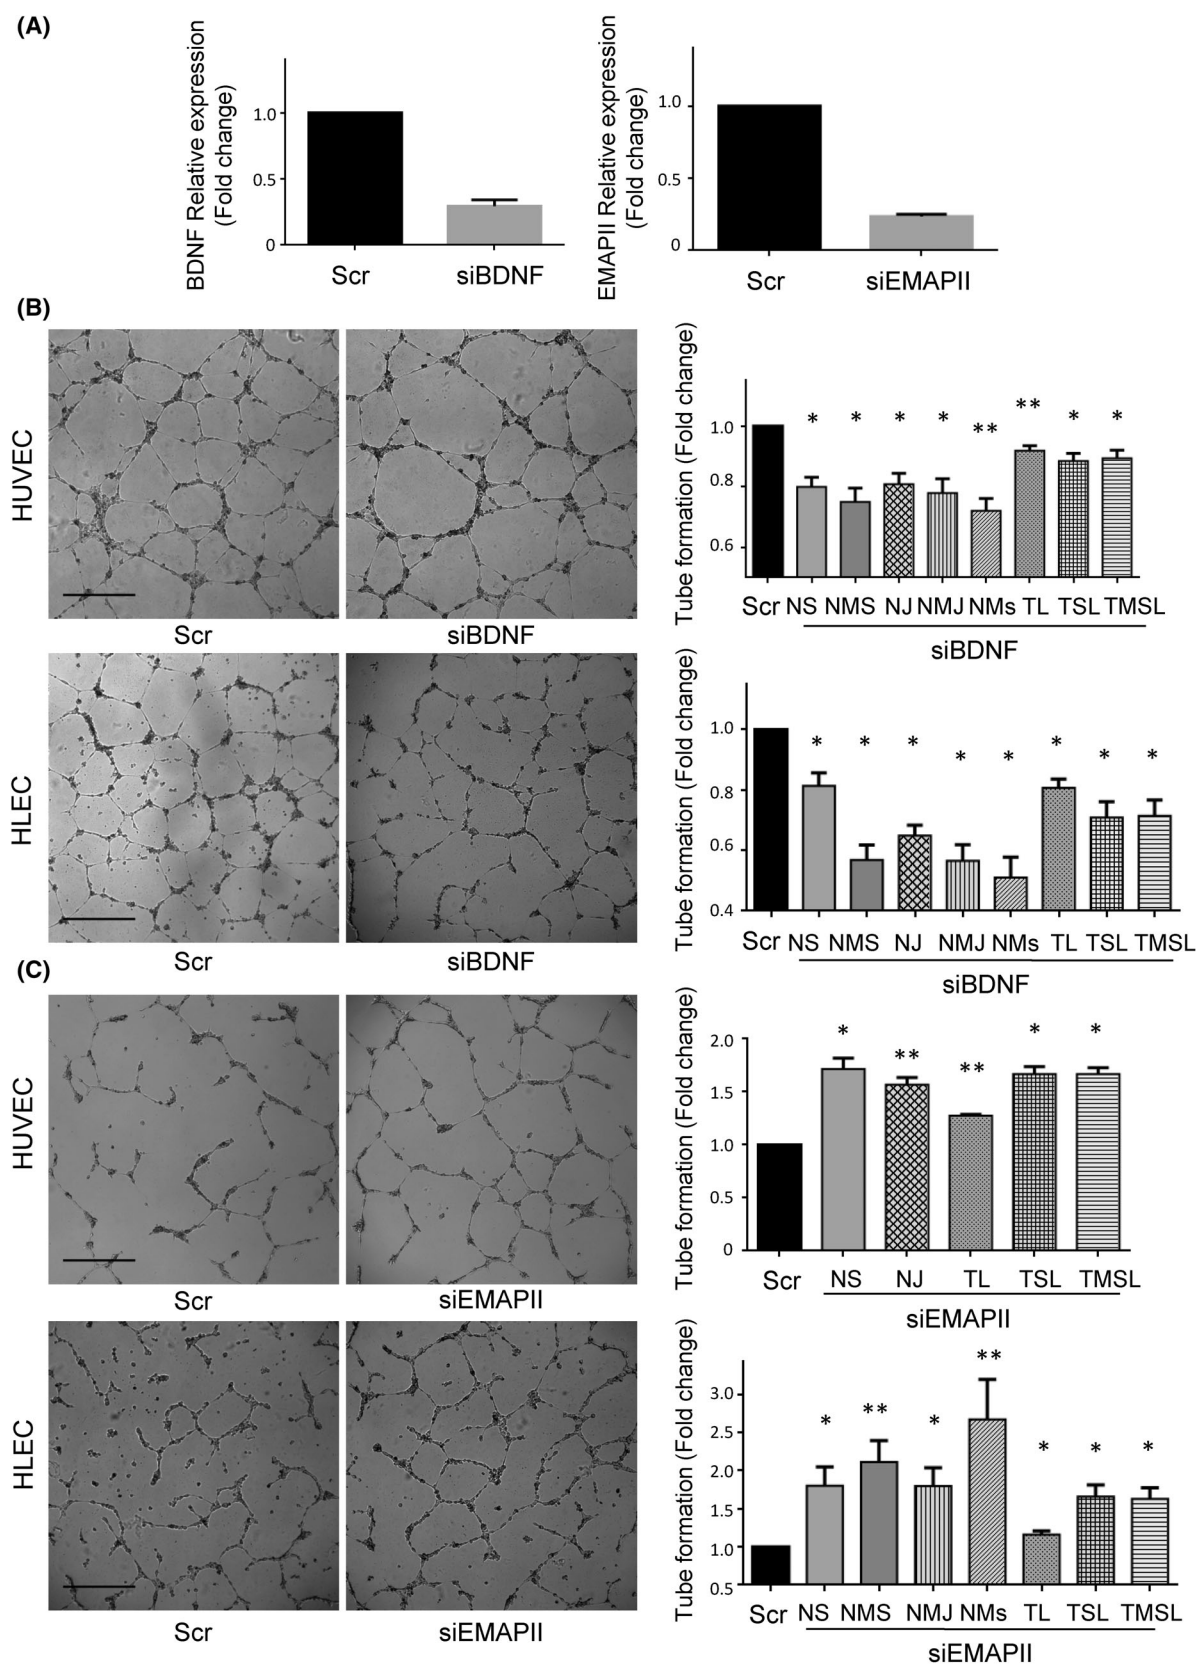 (A)
BDNF Relative expression
(Fold change)
1.0
0.5
0
Scr siBDNF
EMAPII Relative expression
(Fold change)
1.0
0.5
0
Scr siEMAPII
(B)
HUVEC
Scr siBDNF
Tube formation (Fold change)
1.0
0.8
0.6
* * * * ** ** * *
Scr NS NMS NJ NMJ NMs TL TSL TMSL
siBDNF
HLEC
Scr siBDNF
Tube formation (Fold change)
1.0
0.8
0.6
0.4
* * * * * * * *
Scr NS NMS NJ NMJ NMs TL TSL TMSL
siBDNF
(C)
HUVEC
Scr siEMAPII
Tube formation (Fold change)
2.0
1.5
1.0
0.5
0
* ** ** * *
Scr NS NJ TL TSL TMSL
siEMAPII
HLEC
Scr siEMAPII
Tube formation (Fold change)
3.0
2.5
2.0
1.5
1.0
0.5
* ** * ** * * *
Scr NS NMS NMJ NMs TL TSL TMSL
siEMAPII